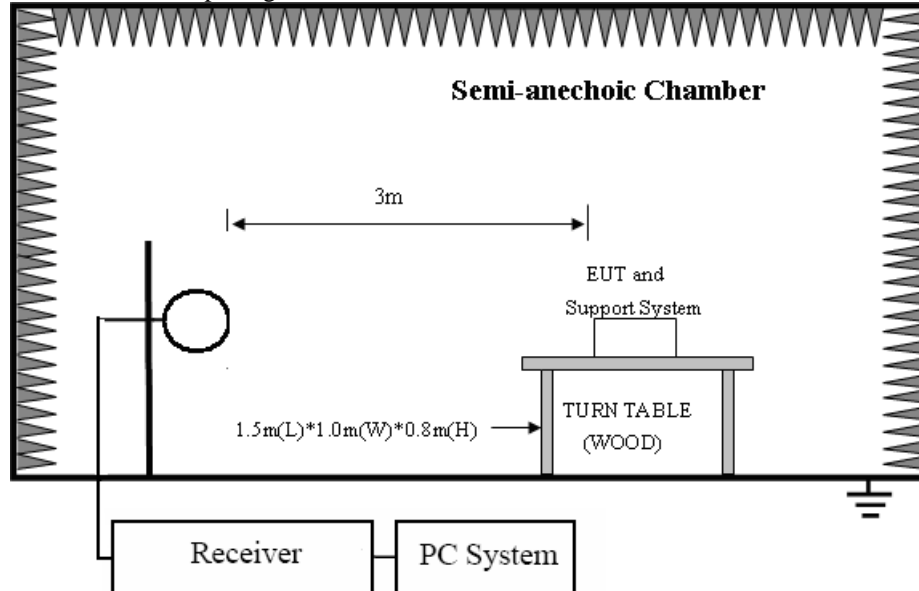 Semi-anechoic Chamber
3m
EUT and
Support System
1.5m(L)*1.0m(W)*0.8m(H)
TURN TABLE
(WOOD)
Receiver
PC System